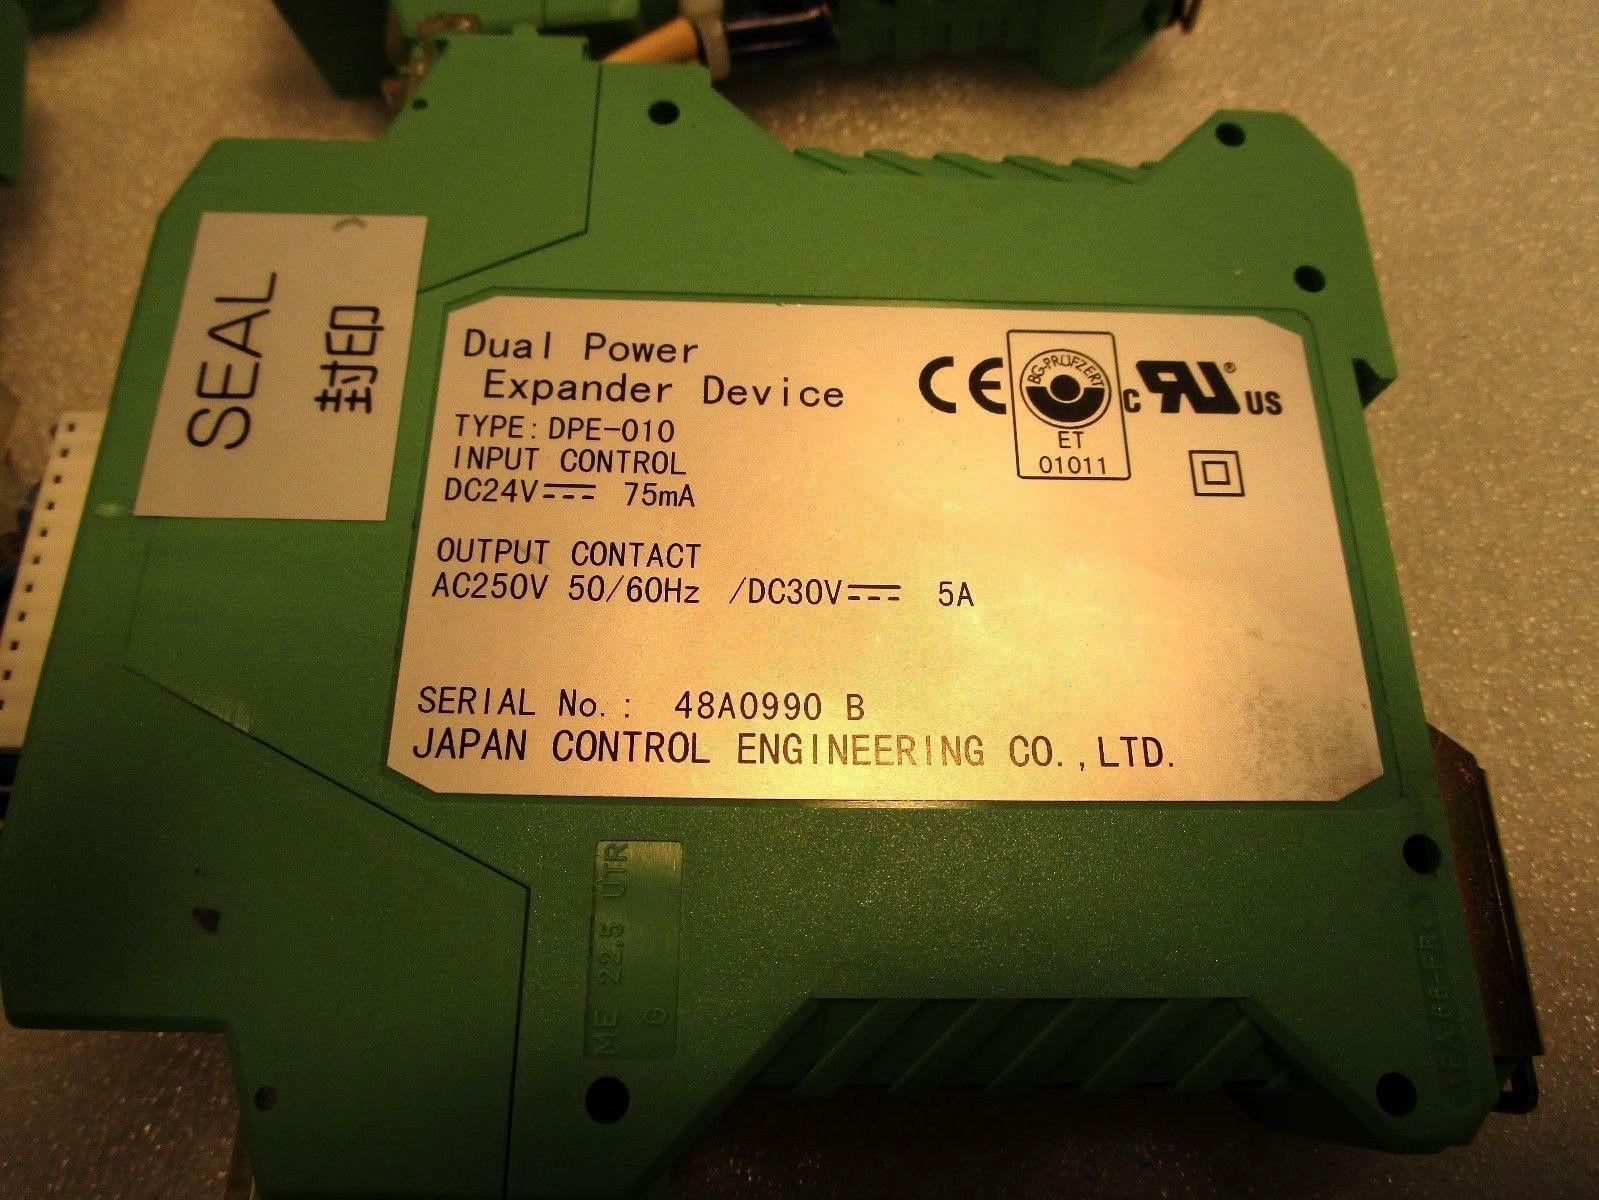 SEAL
封印
Dual Power
Expander Device
TYPE: DPE-010
INPUT CONTROL
DC24V⎓ 75mA
OUTPUT CONTACT
AC250V 50/60Hz /DC30V⎓ 5A
SERIAL No.: 48A0990 B
JAPAN CONTROL ENGINEERING CO.,LTD.
CE
BG-PRÜFZERT
ET
01011
c RU® US
ME 22.5 UTR
G